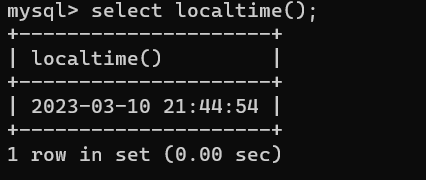 mysql> select localtime();
+---------------------+
| localtime()         |
+---------------------+
| 2023-03-10 21:44:54 |
+---------------------+
1 row in set (0.00 sec)